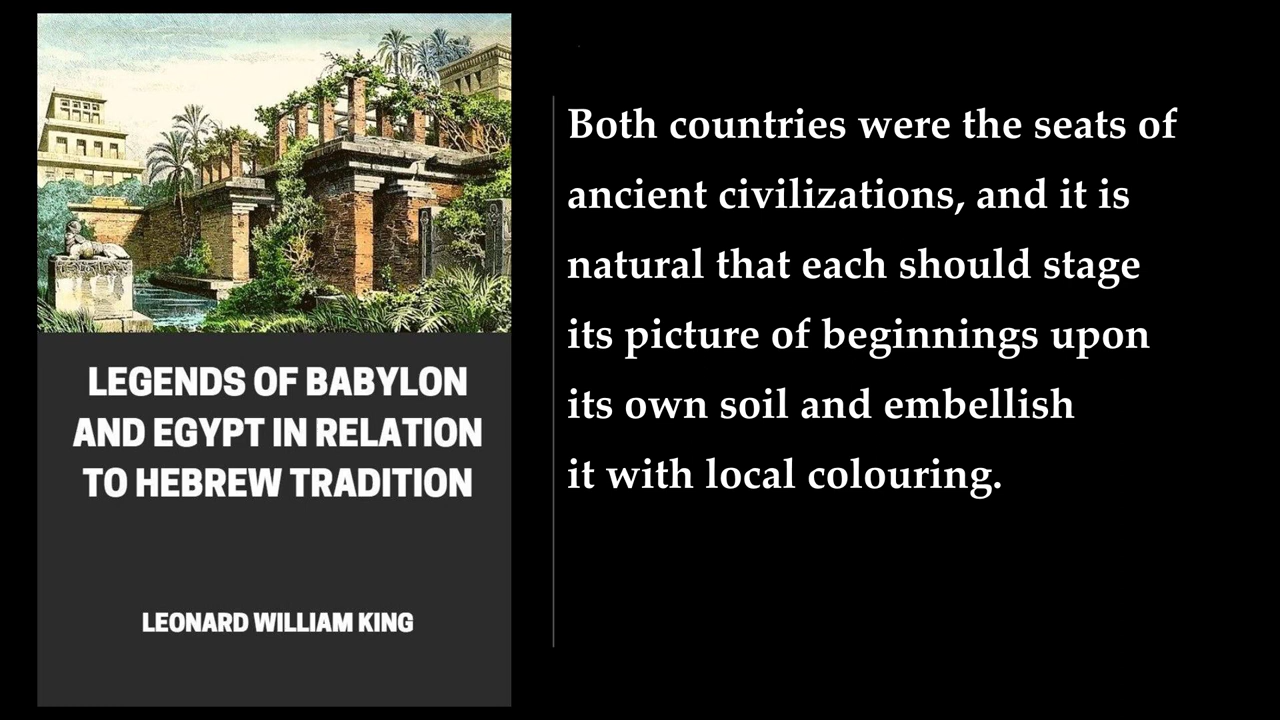 LEGENDS OF BABYLON
AND EGYPT IN RELATION
TO HEBREW TRADITION
LEONARD WILLIAM KING
Both countries were the seats of
ancient civilizations, and it is
natural that each should stage
its picture of beginnings upon
its own soil and embellish
it with local colouring.